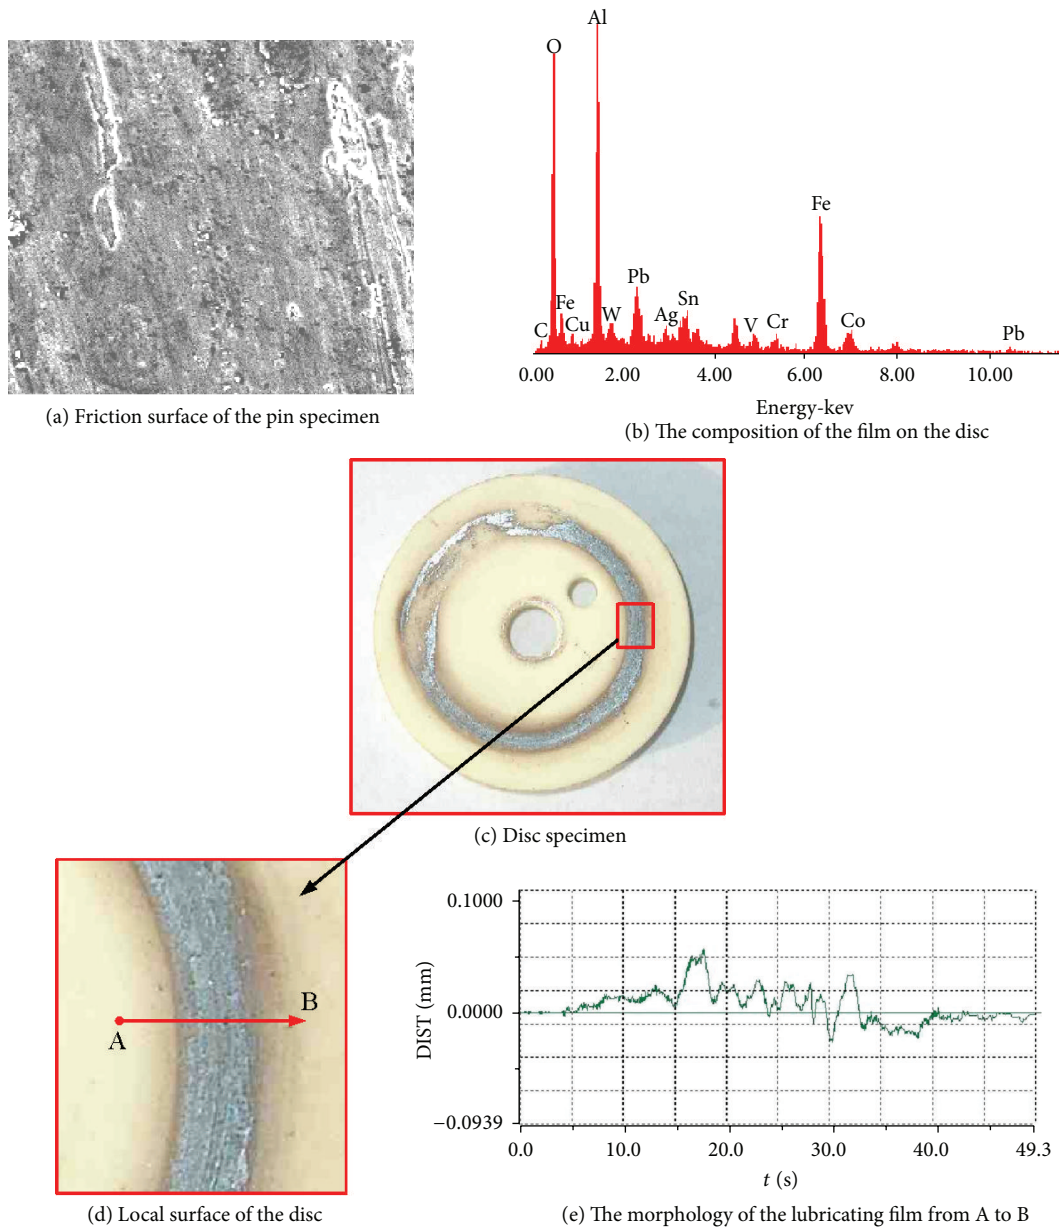 O
Al
Fe
Fe
Pb
C
Cu
W
Ag
Sn
V
Cr
Co
Pb
0.00
2.00
4.00
6.00
8.00
10.00
Energy-kev
(a) Friction surface of the pin specimen
(b) The composition of the film on the disc
(c) Disc specimen
A
B
(d) Local surface of the disc
DIST (mm)
0.1000
0.0000
−0.0939
0.0
10.0
20.0
30.0
40.0
49.3
t (s)
(e) The morphology of the lubricating film from A to B